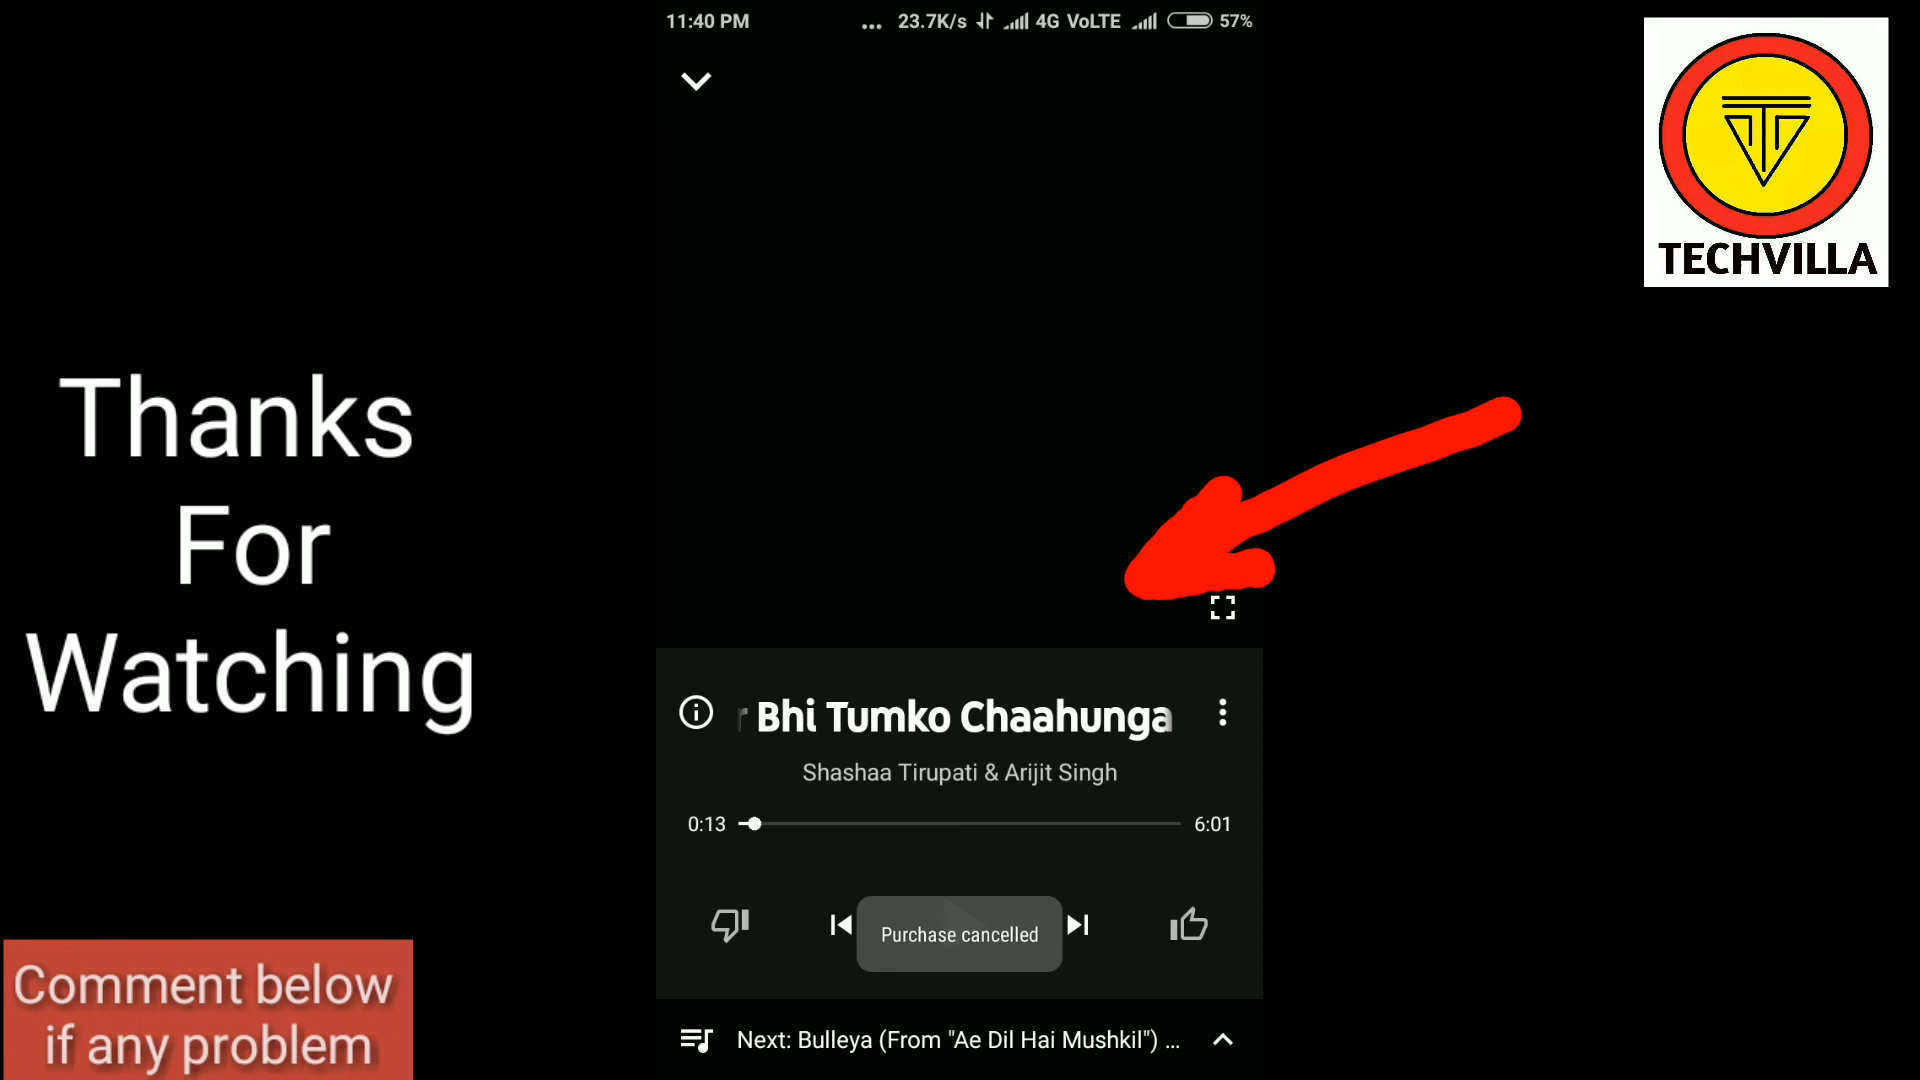 11:40 PM
... 23.7K/s 4G VoLTE 57%
TECHVILLA
Thanks
For
Watching
r Bhi Tumko Chaahunga
Shashaa Tirupati & Arijit Singh
0:13
6:01
Purchase cancelled
Next: Bulleya (From "Ae Dil Hai Mushkil") ...
Comment below
if any problem